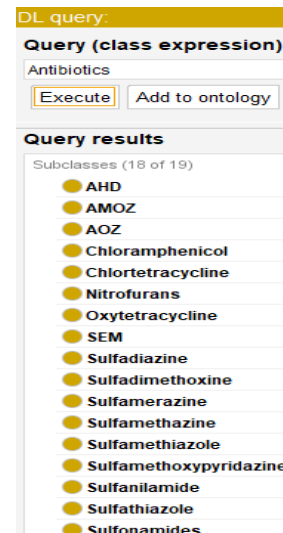 DL query:
Query (class expression)
Antibiotics
Execute Add to ontology
Query results
Subclasses (18 of 19)
AHD
AMOZ
AOZ
Chloramphenicol
Chlortetracycline
Nitrofurans
Oxytetracycline
SEM
Sulfadiazine
Sulfadimethoxine
Sulfamerazine
Sulfamethazine
Sulfamethiazole
Sulfamethoxypyridazine
Sulfanilamide
Sulfathiazole
Sulfonamides